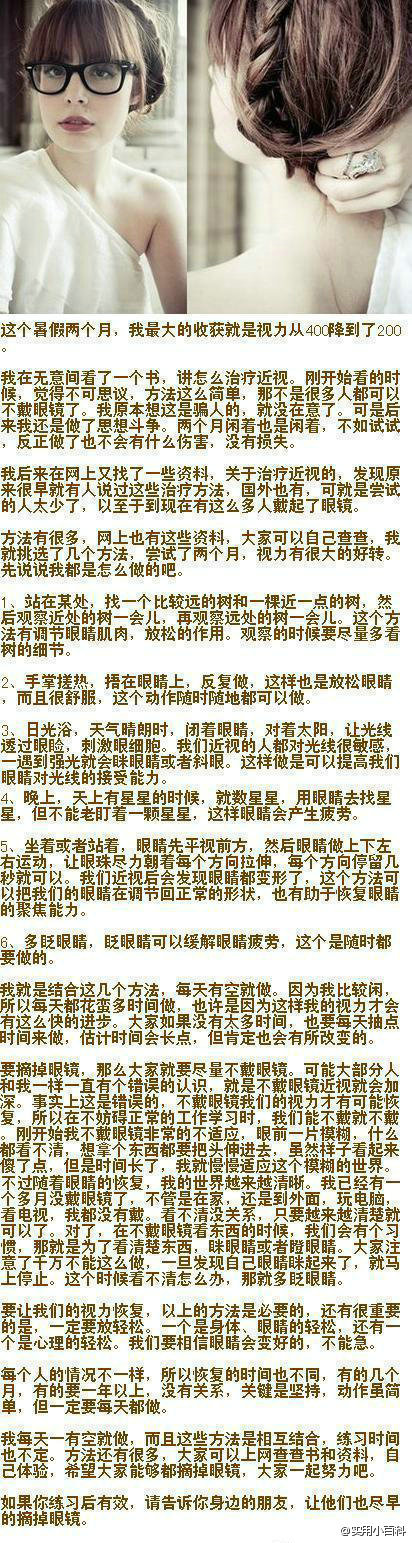 这个暑假两个月，我最大的收获就是视力从400降到了200
。
我在无意间看了一个书，讲怎么治疗近视。刚开始看的时
候，觉得不可思议，方法这么简单，那不是很多人都可以
不戴眼镜了。我原本想这是骗人的，就没在意了。可是后
来我还是做了思想斗争。两个月闲着也是闲着，不如试试
，反正做了也不会有什么伤害，没有损失。
我后来在网上又找了一些资料，关于治疗近视的，发现原
来很早就有人说过这些治疗方法，国外也有，可就是尝试
的人太少了，以至于到现在有这么多人戴起了眼镜。
方法有很多，网上也有这些资料，大家可以自己查查，我
就挑选了几个方法，尝试了两个月，视力有很大的好转。
先说说我都是怎么做的吧。
1、站在某处，找一个比较远的树和一棵近一点的树，然
后观察近处的树一会儿，再观察远处的树一会儿。这个方
法有调节眼睛肌肉，放松的作用。观察的时候要尽量多看
树的细节。
2、手掌搓热，捂在眼睛上，反复做，这样也是放松眼睛
，而且很舒服，这个动作随时随地都可以做。
3、日光浴，天气晴朗时，闭着眼睛，对着太阳，让光线
透过眼睑，刺激眼细胞。我们近视的人都对光线很敏感，
一遇到强光就会眯眼睛或者斜眼。这样做是可以提高我们
眼睛对光线的接受能力。
4、晚上，天上有星星的时候，就数星星，用眼睛去找星
星，但不能老盯着一颗星星，这样眼睛会产生疲劳。
5、坐着或者站着，眼睛先平视前方，然后眼睛做上下左
右运动，让眼珠尽力朝着每个方向拉伸，每个方向停留几
秒就可以。我们近视后会发现眼睛都变形了，这个方法可
以把我们的眼睛在调节回正常的形状，也有助于恢复眼睛
的聚焦能力。
6、多眨眼睛，眨眼睛可以缓解眼睛疲劳，这个是随时都
要做的。
我就是结合这几个方法，每天有空就做。因为我比较闲，
所以每天都花蛮多时间做，也许是因为这样我的视力才会
有这么快的进步。大家如果没有太多时间，也要每天抽点
时间来做，估计时间会长点，但肯定也会有所改变的。
要摘掉眼镜，那么大家就要尽量不戴眼镜。可能大部分人
和我一样一直有个错误的认识，就是不戴眼镜近视就会加
深。事实上这是错误的，不戴眼镜我们的视力才有可能恢
复，所以在不妨碍正常的工作学习时，我们能不戴就不戴
。刚开始我不戴眼镜非常的不适应，眼前一片模糊，什么
都看不清，想拿个东西都要把头伸进去，虽然样子看起来
傻了点，但是时间长了，我就慢慢适应这个模糊的世界。
不过随着眼睛的恢复，我的世界越来越清晰。我已经有一
个多月没戴眼镜了，不管是在家，还是到外面，玩电脑，
看电视，我都没有戴。看不清没关系，只要越来越清楚就
可以了。对了，在不戴眼镜看东西的时候，我们会有个习
惯，那就是为了看清楚东西，眯眼睛或者瞪眼睛。大家注
意了千万不能这么做，一旦发现自己眼睛眯起来了，就马
上停止。这个时候看不清怎么办，那就多眨眼睛。
要让我们的视力恢复，以上的方法是必要的，还有很重要
的是，一定要放轻松。一个是身体、眼睛的轻松，还有一
个是心理的轻松。我们要相信眼睛会变好的，不能急。
每个人的情况不一样，所以恢复的时间也不同，有的几个
月，有的要一年以上，没有关系，关键是坚持，动作虽简
单，但一定要每天都做。
我每天一有空就做，而且这些方法是相互结合，练习时间
也不定。方法还有很多，大家可以上网查查书和资料，自
己体验，希望大家能够都摘掉眼镜，大家一起努力吧。
如果你练习后有效，请告诉你身边的朋友，让他们也尽早
的摘掉眼镜。
@实用小百科